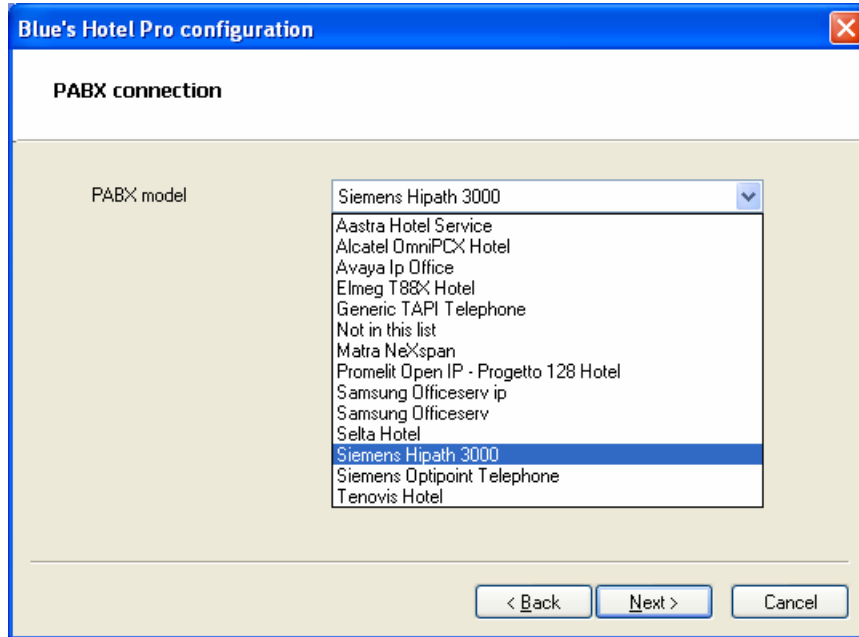 Blue's Hotel Pro configuration
PABX connection
PABX model
Siemens Hipath 3000
Aastra Hotel Service
Alcatel OmniPCX Hotel
Avaya Ip Office
Elmeg T88X Hotel
Generic TAPI Telephone
Not in this list
Matra NeXspan
Promelit Open IP - Progetto 128 Hotel
Samsung Officeserv ip
Samsung Officeserv
Selta Hotel
Siemens Hipath 3000
Siemens Optipoint Telephone
Tenovis Hotel
< Back
Next >
Cancel